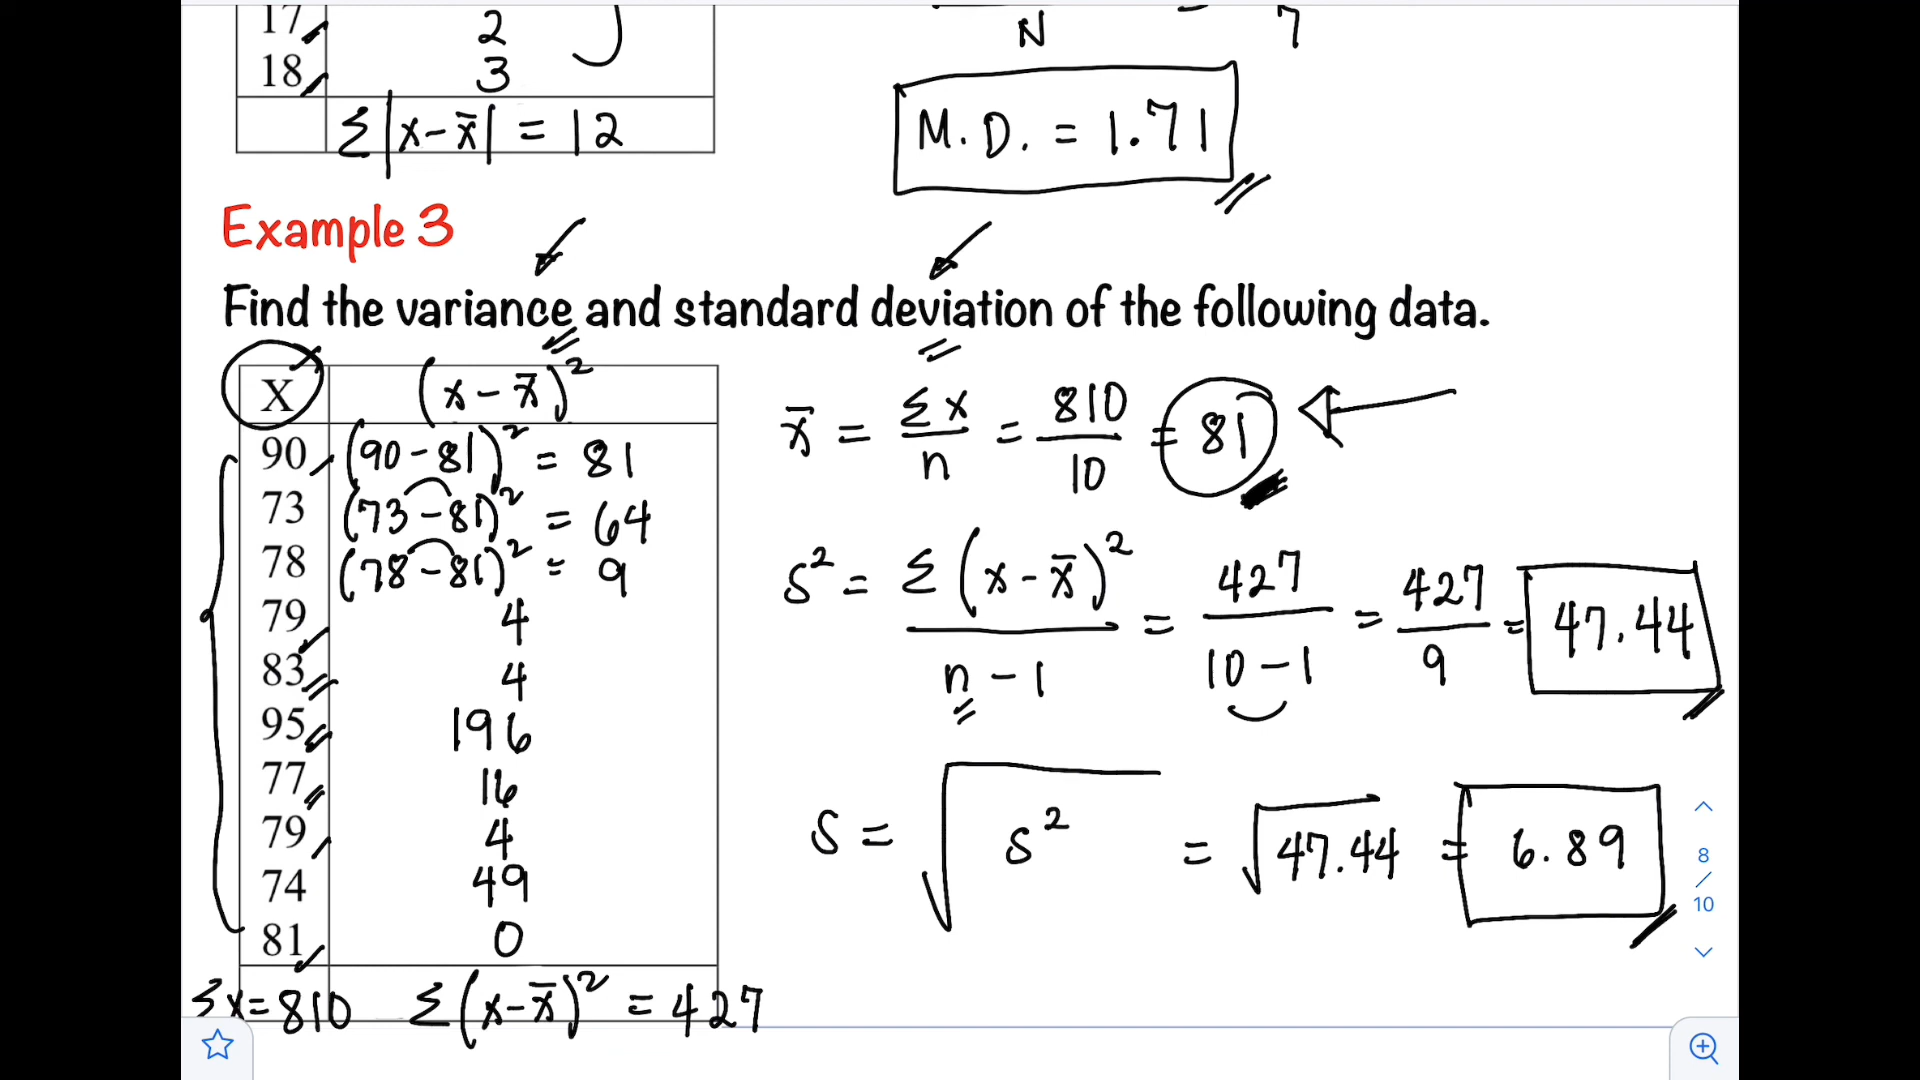 17 2
18 3
Σ|x-x̄| = 12
N 7
M.D. = 1.71
Example 3
Find the variance and standard deviation of the following data.
X (x-x̄)²
90 (90-81)² = 81
73 (73-81)² = 64
78 (78-81)² = 9
79 4
83 4
95 196
77 16
79 4
74 49
81 0
Σx=810 Σ(x-x̄)² = 427
x̄ = Σx/n = 810/10 = 81
s² = Σ(x-x̄)²/n-1 = 427/10-1 = 427/9 = 47.44
s = √s² = √47.44 = 6.89
8
/
10